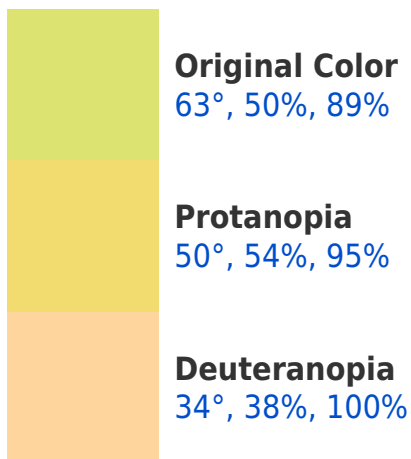 Original Color
63°, 50%, 89%
Protanopia
50°, 54%, 95%
Deuteranopia
34°, 38%, 100%